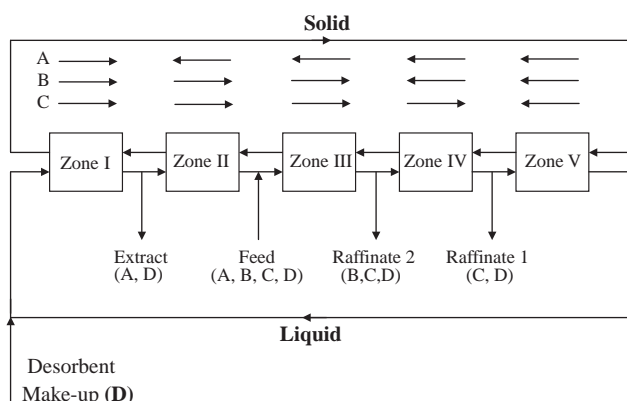 Solid
A
B
C
Zone I
Zone II
Zone III
Zone IV
Zone V
Extract
(A, D)
Feed
(A, B, C, D)
Raffinate 2
(B,C,D)
Raffinate 1
(C, D)
Liquid
Desorbent
Make-up (D)